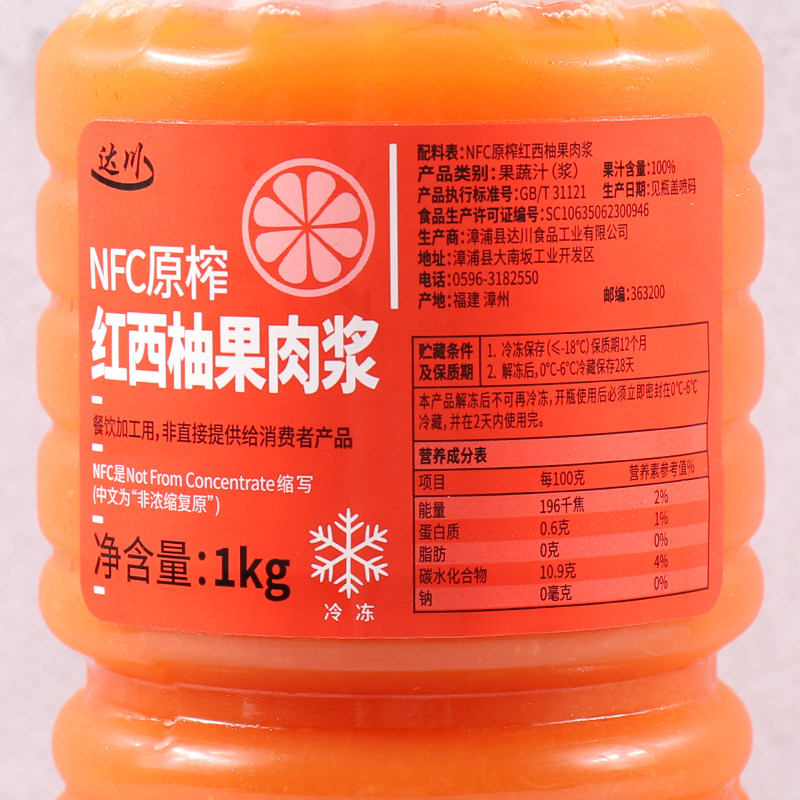 达川
NFC原榨
红西柚果肉浆
餐饮加工用,非直接提供给消费者产品
NFC是Not From Concentrate缩写
(中文为“非浓缩复原”)
净含量:1kg
冷冻
配料表:NFC原榨红西柚果肉浆
产品类别:果蔬汁(浆) 果汁含量:100%
产品执行标准号:GB/T 31121 生产日期:见瓶盖喷码
食品生产许可证编号:SC10635062300946
生产商:漳浦县达川食品工业有限公司
地址:漳浦县大南坂工业开发区
电话:0596-3182550
产地:福建 漳州 邮编:363200
贮藏条件及保质期
1. 冷冻保存(≤-18℃)保质期12个月
2. 解冻后,0℃-6℃冷藏保存28天
本产品解冻后不可再冷冻,开瓶使用后必须立即密封在0℃-6℃
冷藏,并在2天内使用完。
营养成分表
项目 每100克 营养素参考值%
能量 196千焦 2%
蛋白质 0.6克 1%
脂肪 0克 0%
碳水化合物 10.9克 4%
钠 0毫克 0%